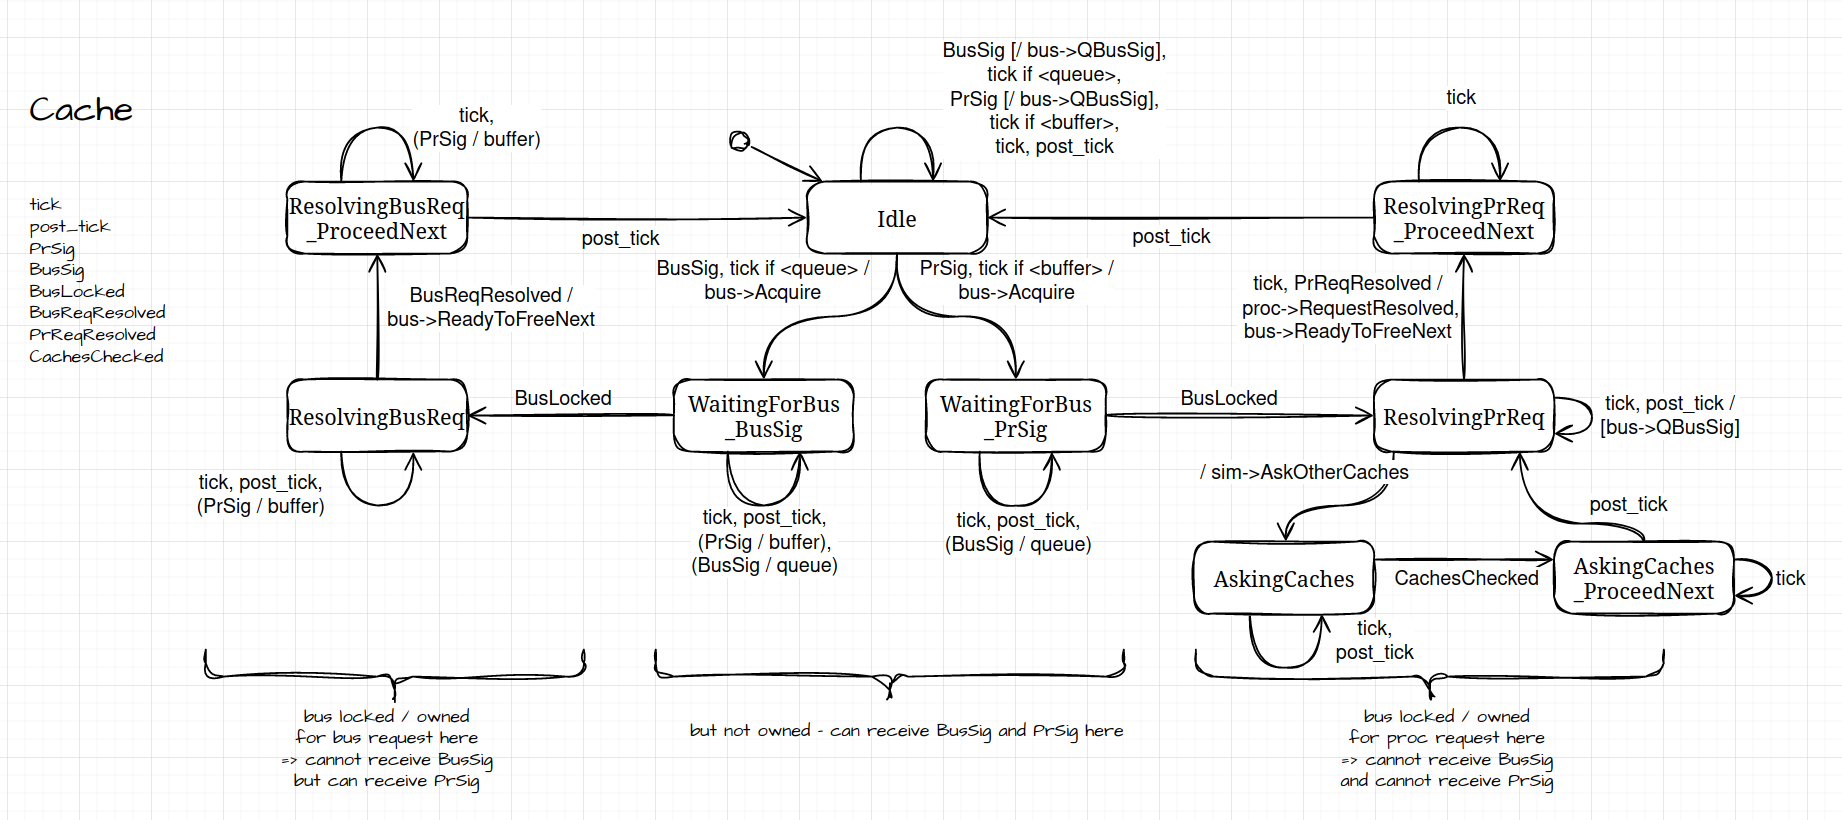 Cache
tick
post_tick
PrSig
BusSig
BusLocked
BusReqResolved
PrReqResolved
CachesChecked
tick,
(PrSig / buffer)
BusSig [/ bus->QBusSig],
tick if <queue>,
PrSig [/ bus->QBusSig],
tick if <buffer>,
tick, post_tick
tick
ResolvingBusReq
_ProceedNext
post_tick
Idle
post_tick
ResolvingPrReq
_ProceedNext
BusReqResolved /
bus->ReadyToFreeNext
BusSig, tick if <queue> /
bus->Acquire
PrSig, tick if <buffer> /
bus->Acquire
tick, PrReqResolved /
proc->RequestResolved,
bus->ReadyToFreeNext
ResolvingBusReq
BusLocked
WaitingForBus
_BusSig
WaitingForBus
_PrSig
BusLocked
ResolvingPrReq
tick, post_tick /
[bus->QBusSig]
tick, post_tick,
(PrSig / buffer)
tick, post_tick,
(PrSig / buffer),
(BusSig / queue)
tick, post_tick,
(BusSig / queue)
/ sim->AskOtherCaches
post_tick
AskingCaches
CachesChecked
AskingCaches
_ProceedNext
tick
tick,
post_tick
bus locked / owned
for bus request here
=> cannot receive BusSig
but can receive PrSig
but not owned - can receive BusSig and PrSig here
bus locked / owned
for proc request here
=> cannot receive BusSig
and cannot receive PrSig